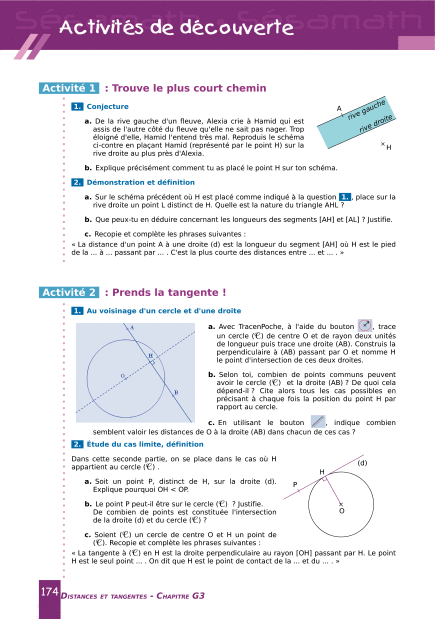 Sésamath Sésamath
Activités de découverte
Activité 1 : Trouve le plus court chemin
1. Conjecture
a. De la rive gauche d'un fleuve, Alexia crie à Hamid qui est
assis de l'autre côté du fleuve qu'elle ne sait pas nager. Trop
éloigné d'elle, Hamid l'entend très mal. Reproduis le schéma
ci-contre en plaçant Hamid (représenté par le point H) sur la
rive droite au plus près d'Alexia.
A
rive gauche
rive droite
H
b. Explique précisément comment tu as placé le point H sur ton schéma.
2. Démonstration et définition
a. Sur le schéma précédent où H est placé comme indiqué à la question 1., place sur la
rive droite un point L distinct de H. Quelle est la nature du triangle AHL ?
b. Que peux-tu en déduire concernant les longueurs des segments [AH] et [AL] ? Justifie.
c. Recopie et complète les phrases suivantes :
« La distance d'un point A à une droite (d) est la longueur du segment [AH] où H est le pied
de la ... à ... passant par ... . C'est la plus courte des distances entre ... et ... . »
Activité 2 : Prends la tangente !
1. Au voisinage d'un cercle et d'une droite
A
H
O
B
a. Avec TracenPoche, à l'aide du bouton , trace
un cercle (C) de centre O et de rayon deux unités
de longueur puis trace une droite (AB). Construis la
perpendiculaire à (AB) passant par O et nomme H
le point d'intersection de ces deux droites.
b. Selon toi, combien de points communs peuvent
avoir le cercle (C) et la droite (AB) ? De quoi cela
dépend-il ? Cite alors tous les cas possibles en
précisant à chaque fois la position du point H par
rapport au cercle.
c. En utilisant le bouton , indique combien
semblent valoir les distances de O à la droite (AB) dans chacun de ces cas ?
2. Étude du cas limite, définition
Dans cette seconde partie, on se place dans le cas où H
appartient au cercle (C) .
a. Soit un point P, distinct de H, sur la droite (d).
Explique pourquoi OH < OP.
b. Le point P peut-il être sur le cercle (C) ? Justifie.
De combien de points est constituée l'intersection
de la droite (d) et du cercle (C) ?
c. Soient (C) un cercle de centre O et H un point de
(C). Recopie et complète les phrases suivantes :
P
H
(d)
O
« La tangente à (C) en H est la droite perpendiculaire au rayon [OH] passant par H. Le point
H est le seul point ... . On dit que H est le point de contact de la ... et du ... . »
174 Distances et tangentes - Chapitre G3